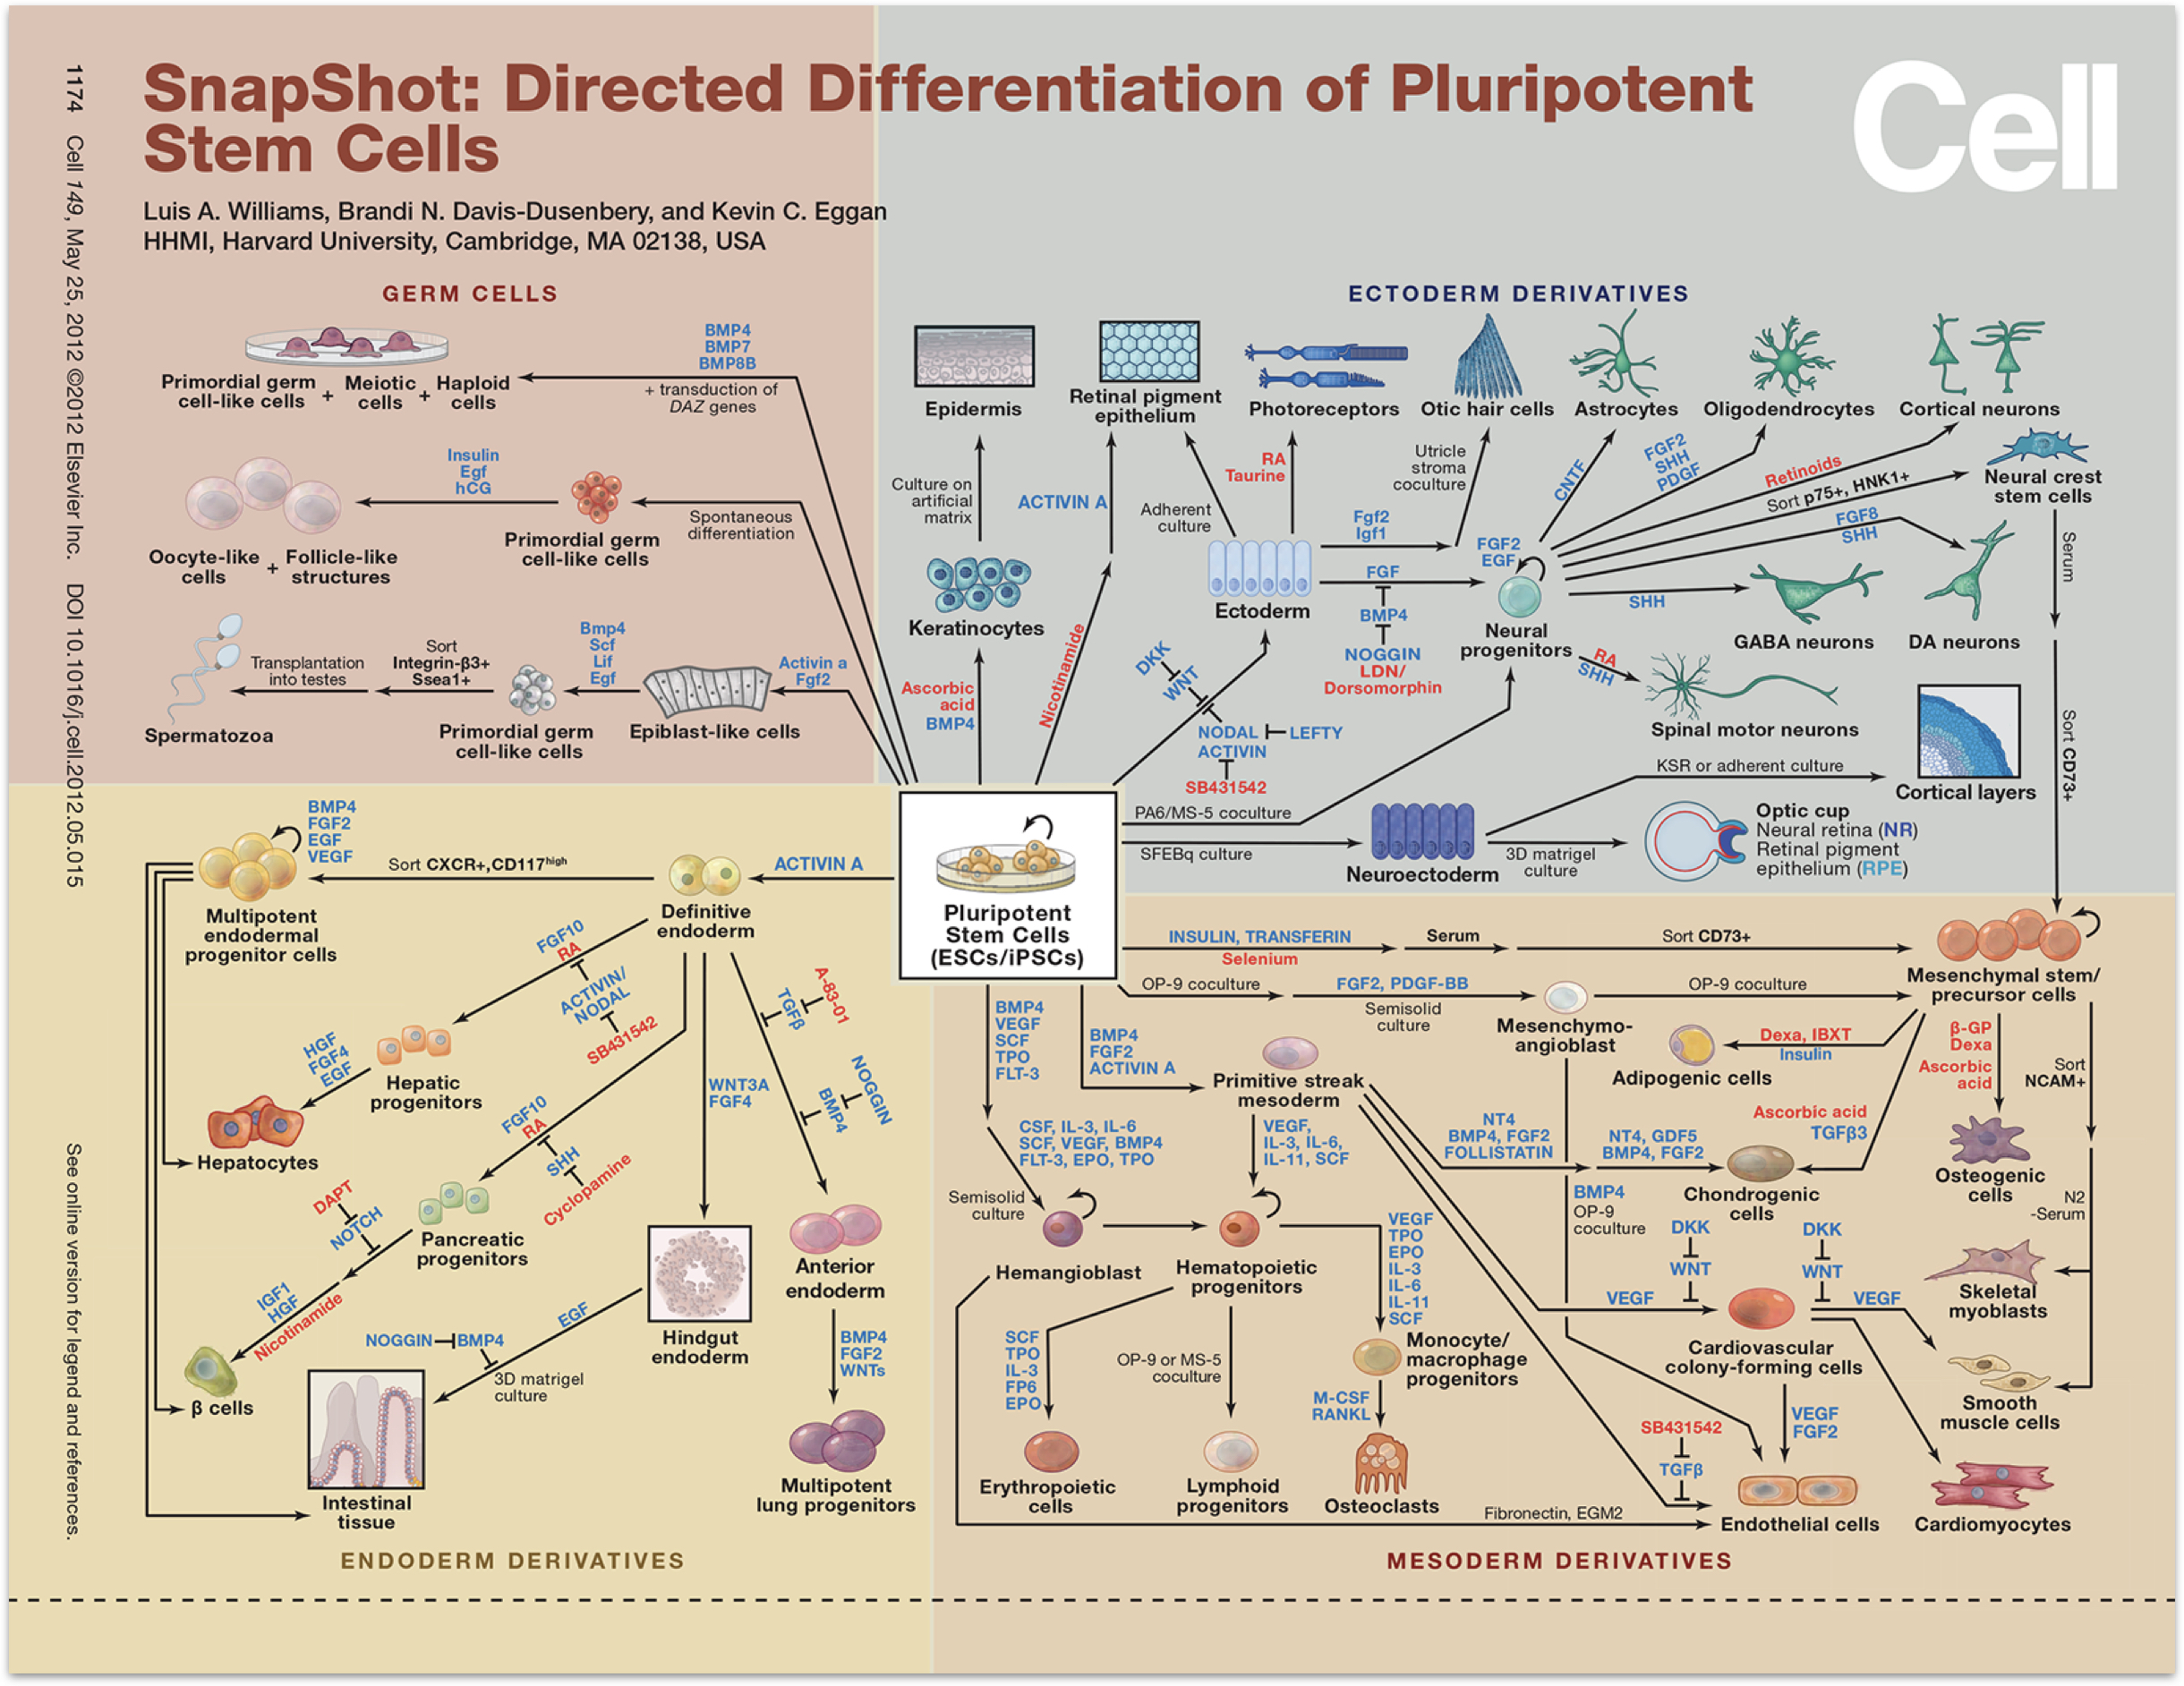 SnapShot: Directed Differentiation of Pluripotent
Stem Cells
Cell
Luis A. Williams, Brandi N. Davis-Dusenbery, and Kevin C. Eggan
HHMI, Harvard University, Cambridge, MA 02138, USA
1174 Cell 149, May 25, 2012 ©2012 Elsevier Inc. DOI 10.1016/j.cell.2012.05.015
See online version for legend and references.
GERM CELLS
BMP4
BMP7
BMP8B
+ transduction of
DAZ genes
Primordial germ
cell-like cells
+
Meiotic
cells
+
Haploid
cells
Insulin
Egf
hCG
Spontaneous
differentiation
Primordial germ
cell-like cells
Oocyte-like
cells
+
Follicle-like
structures
Transplantation
into testes
Sort
Integrin-β3+
Ssea1+
Bmp4
Scf
Lif
Egf
Activin a
Fgf2
Spermatozoa
Primordial germ
cell-like cells
Epiblast-like cells
ECTODERM DERIVATIVES
Epidermis
Retinal pigment
epithelium
Photoreceptors
Otic hair cells
Astrocytes
Oligodendrocytes
Cortical neurons
Culture on
artificial
matrix
ACTIVIN A
Adherent
culture
RA
Taurine
Utricle
stroma
coculture
CNTF
FGF2
SHH
PDGF
Retinoids
Sort p75+, HNK1+
Neural crest
stem cells
FGF8
SHH
Serum
Fgf2
Igf1
FGF2
EGF
FGF
BMP4
NOGGIN
LDN/
Dorsomorphin
Keratinocytes
Ectoderm
Neural
progenitors
SHH
GABA neurons
DA neurons
RA
SHH
Spinal motor neurons
Ascorbic
acid
BMP4
Nicotinamide
DKK
WNT
NODAL
ACTIVIN
LEFTY
SB431542
Sort CD73+
KSR or adherent culture
Cortical layers
PA6/MS-5 coculture
SFEBq culture
Neuroectoderm
3D matrigel
culture
Optic cup
Neural retina (NR)
Retinal pigment
epithelium (RPE)
Pluripotent
Stem Cells
(ESCs/iPSCs)
BMP4
FGF2
EGF
VEGF
Sort CXCR+,CD117high
ACTIVIN A
Multipotent
endodermal
progenitor cells
Definitive
endoderm
FGF10
RA
ACTIVIN/
NODAL
SB431542
TGFβ
A-83-01
HGF
FGF4
EGF
Hepatic
progenitors
Hepatocytes
WNT3A
FGF4
BMP4
NOGGIN
FGF10
RA
SHH
Cyclopamine
DAPT
NOTCH
Pancreatic
progenitors
IGF1
HGF
Nicotinamide
β cells
Anterior
endoderm
Hindgut
endoderm
EGF
NOGGIN
BMP4
3D matrigel
culture
BMP4
FGF2
WNTs
Intestinal
tissue
Multipotent
lung progenitors
ENDODERM DERIVATIVES
INSULIN, TRANSFERIN
Selenium
Serum
Sort CD73+
Mesenchymal stem/
precursor cells
OP-9 coculture
FGF2, PDGF-BB
Semisolid
culture
OP-9 coculture
Mesenchymo-
angioblast
BMP4
VEGF
SCF
TPO
FLT-3
BMP4
FGF2
ACTIVIN A
Primitive streak
mesoderm
Dexa, IBXT
Insulin
Adipogenic cells
β-GP
Dexa
Ascorbic
acid
Sort
NCAM+
CSF, IL-3, IL-6
SCF, VEGF, BMP4
FLT-3, EPO, TPO
VEGF,
IL-3, IL-6,
IL-11, SCF
NT4
BMP4, FGF2
FOLLISTATIN
NT4, GDF5
BMP4, FGF2
Ascorbic acid
TGFβ3
Chondrogenic
cells
Osteogenic
cells
Semisolid
culture
Hemangioblast
Hematopoietic
progenitors
VEGF
TPO
EPO
IL-3
IL-6
IL-11
SCF
BMP4
OP-9
coculture
DKK
WNT
DKK
WNT
N2
-Serum
Skeletal
myoblasts
VEGF
VEGF
Cardiovascular
colony-forming cells
SCF
TPO
IL-3
FP6
EPO
OP-9 or MS-5
coculture
Monocyte/
macrophage
progenitors
M-CSF
RANKL
Smooth
muscle cells
SB431542
TGFβ
VEGF
FGF2
Erythropoietic
cells
Lymphoid
progenitors
Osteoclasts
Fibronectin, EGM2
Endothelial cells
Cardiomyocytes
MESODERM DERIVATIVES